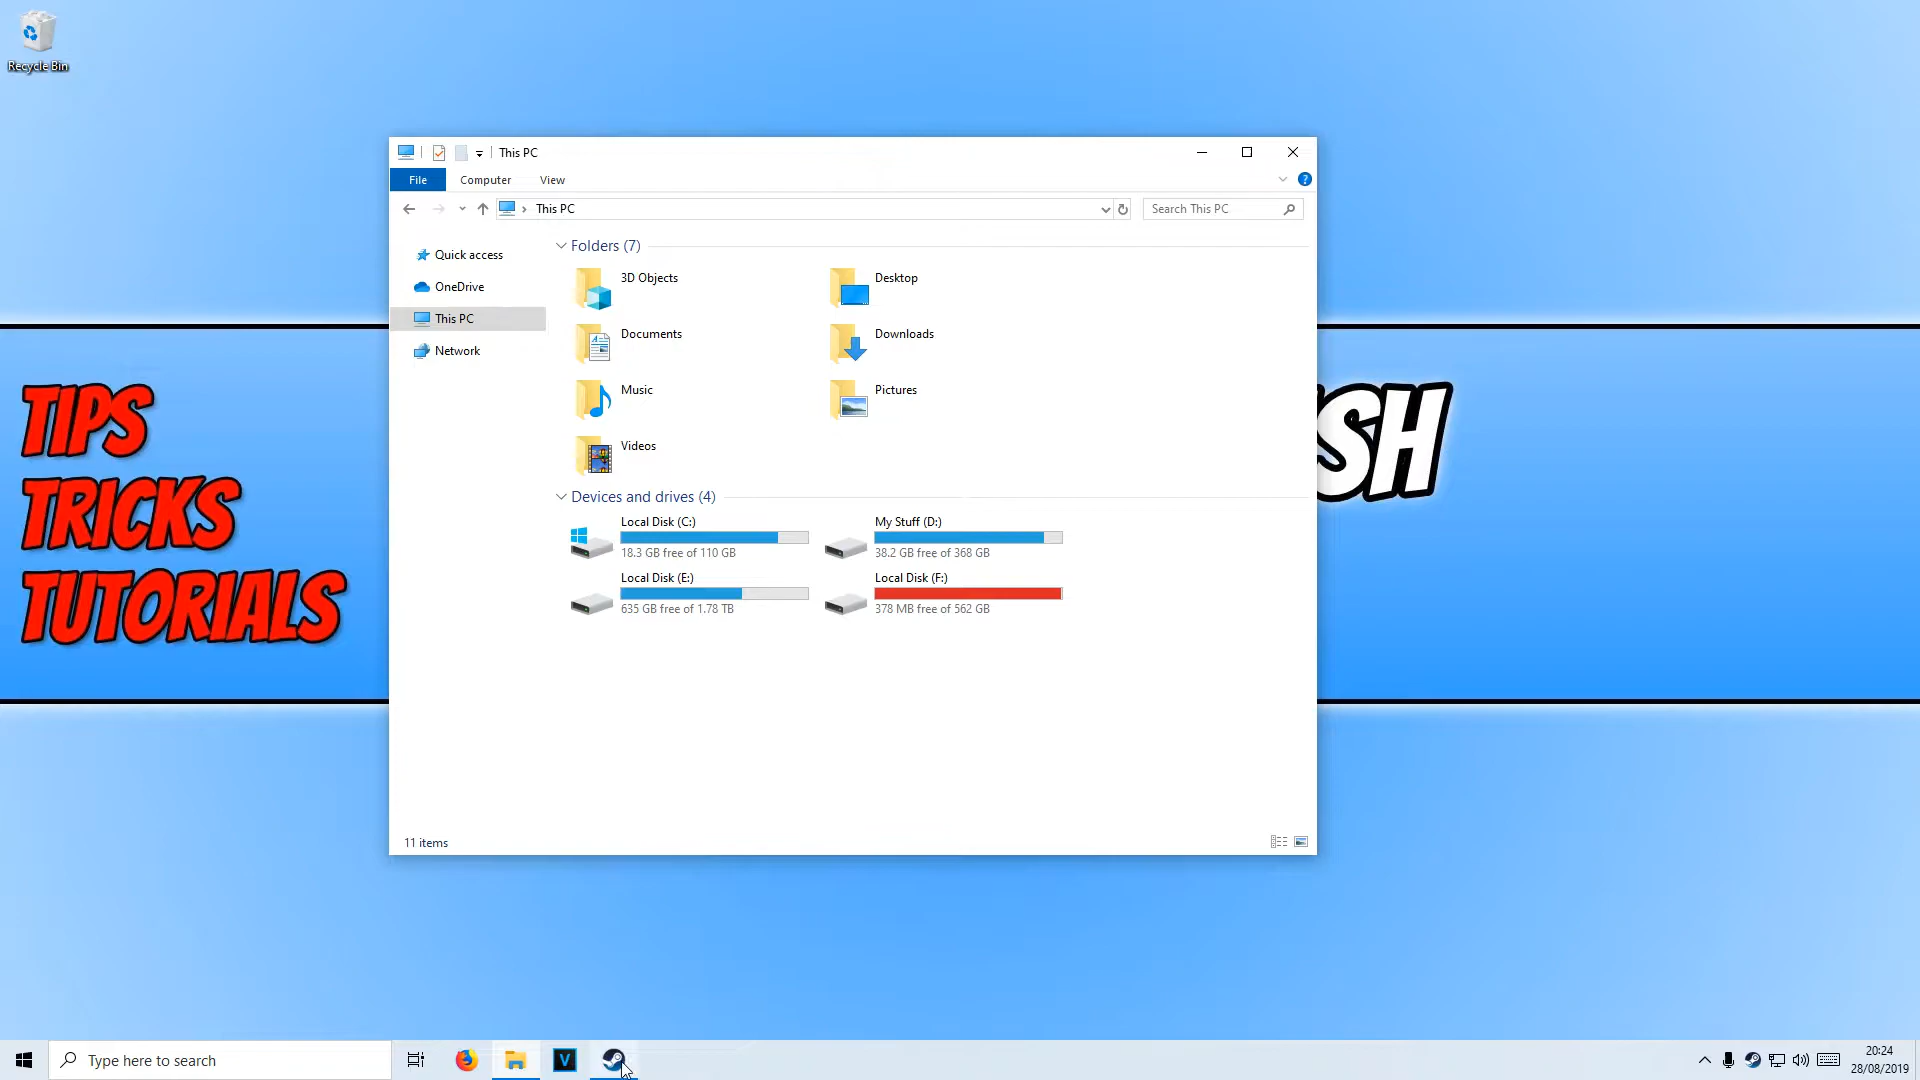 Recycle Bin
This PC
File Computer View
This PC
Search This PC
Quick access
OneDrive
This PC
Network
Folders (7)
3D Objects
Desktop
Documents
Downloads
Music
Pictures
Videos
Devices and drives (4)
Local Disk (C:)
18.3 GB free of 110 GB
My Stuff (D:)
38.2 GB free of 368 GB
Local Disk (E:)
635 GB free of 1.78 TB
Local Disk (F:)
378 MB free of 562 GB
11 items
TIPS
TRICKS
TUTORIALS
SH
Type here to search
V
20:24
28/08/2019